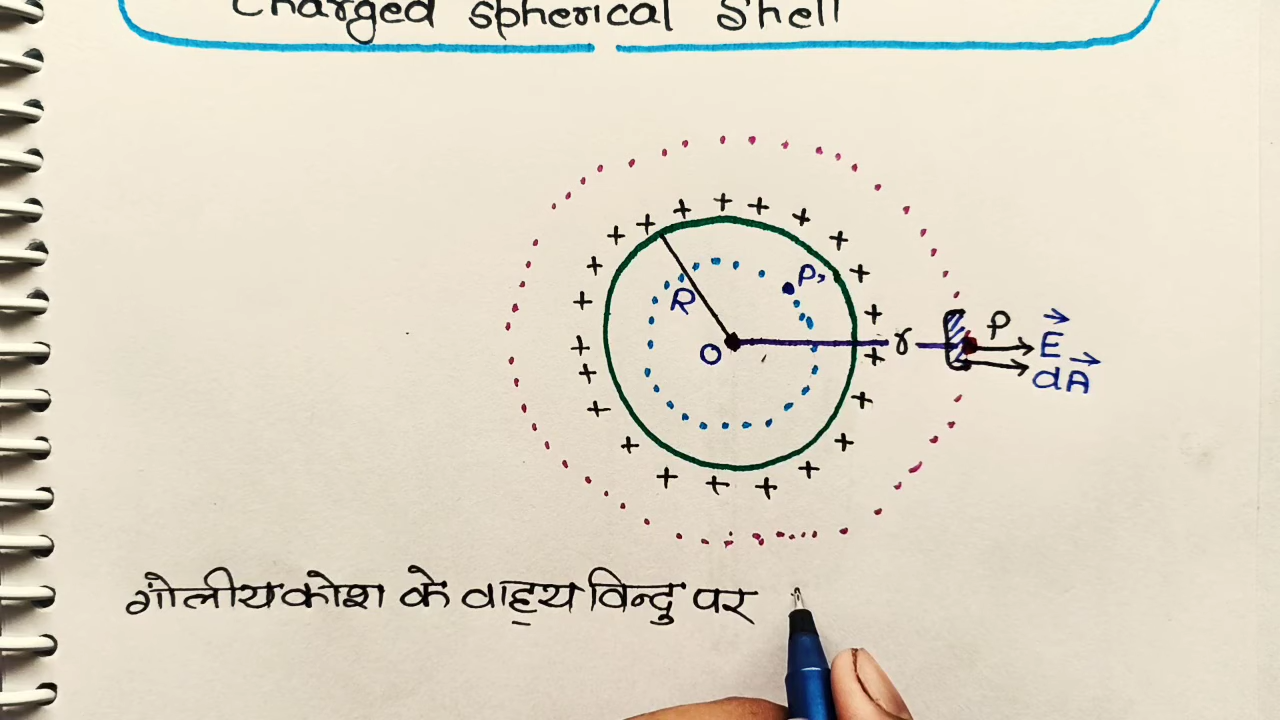 Charged Spherical Shell
R
P,
O
r
P
E
dA
गोलीयकोश के वाह्य विन्दु पर